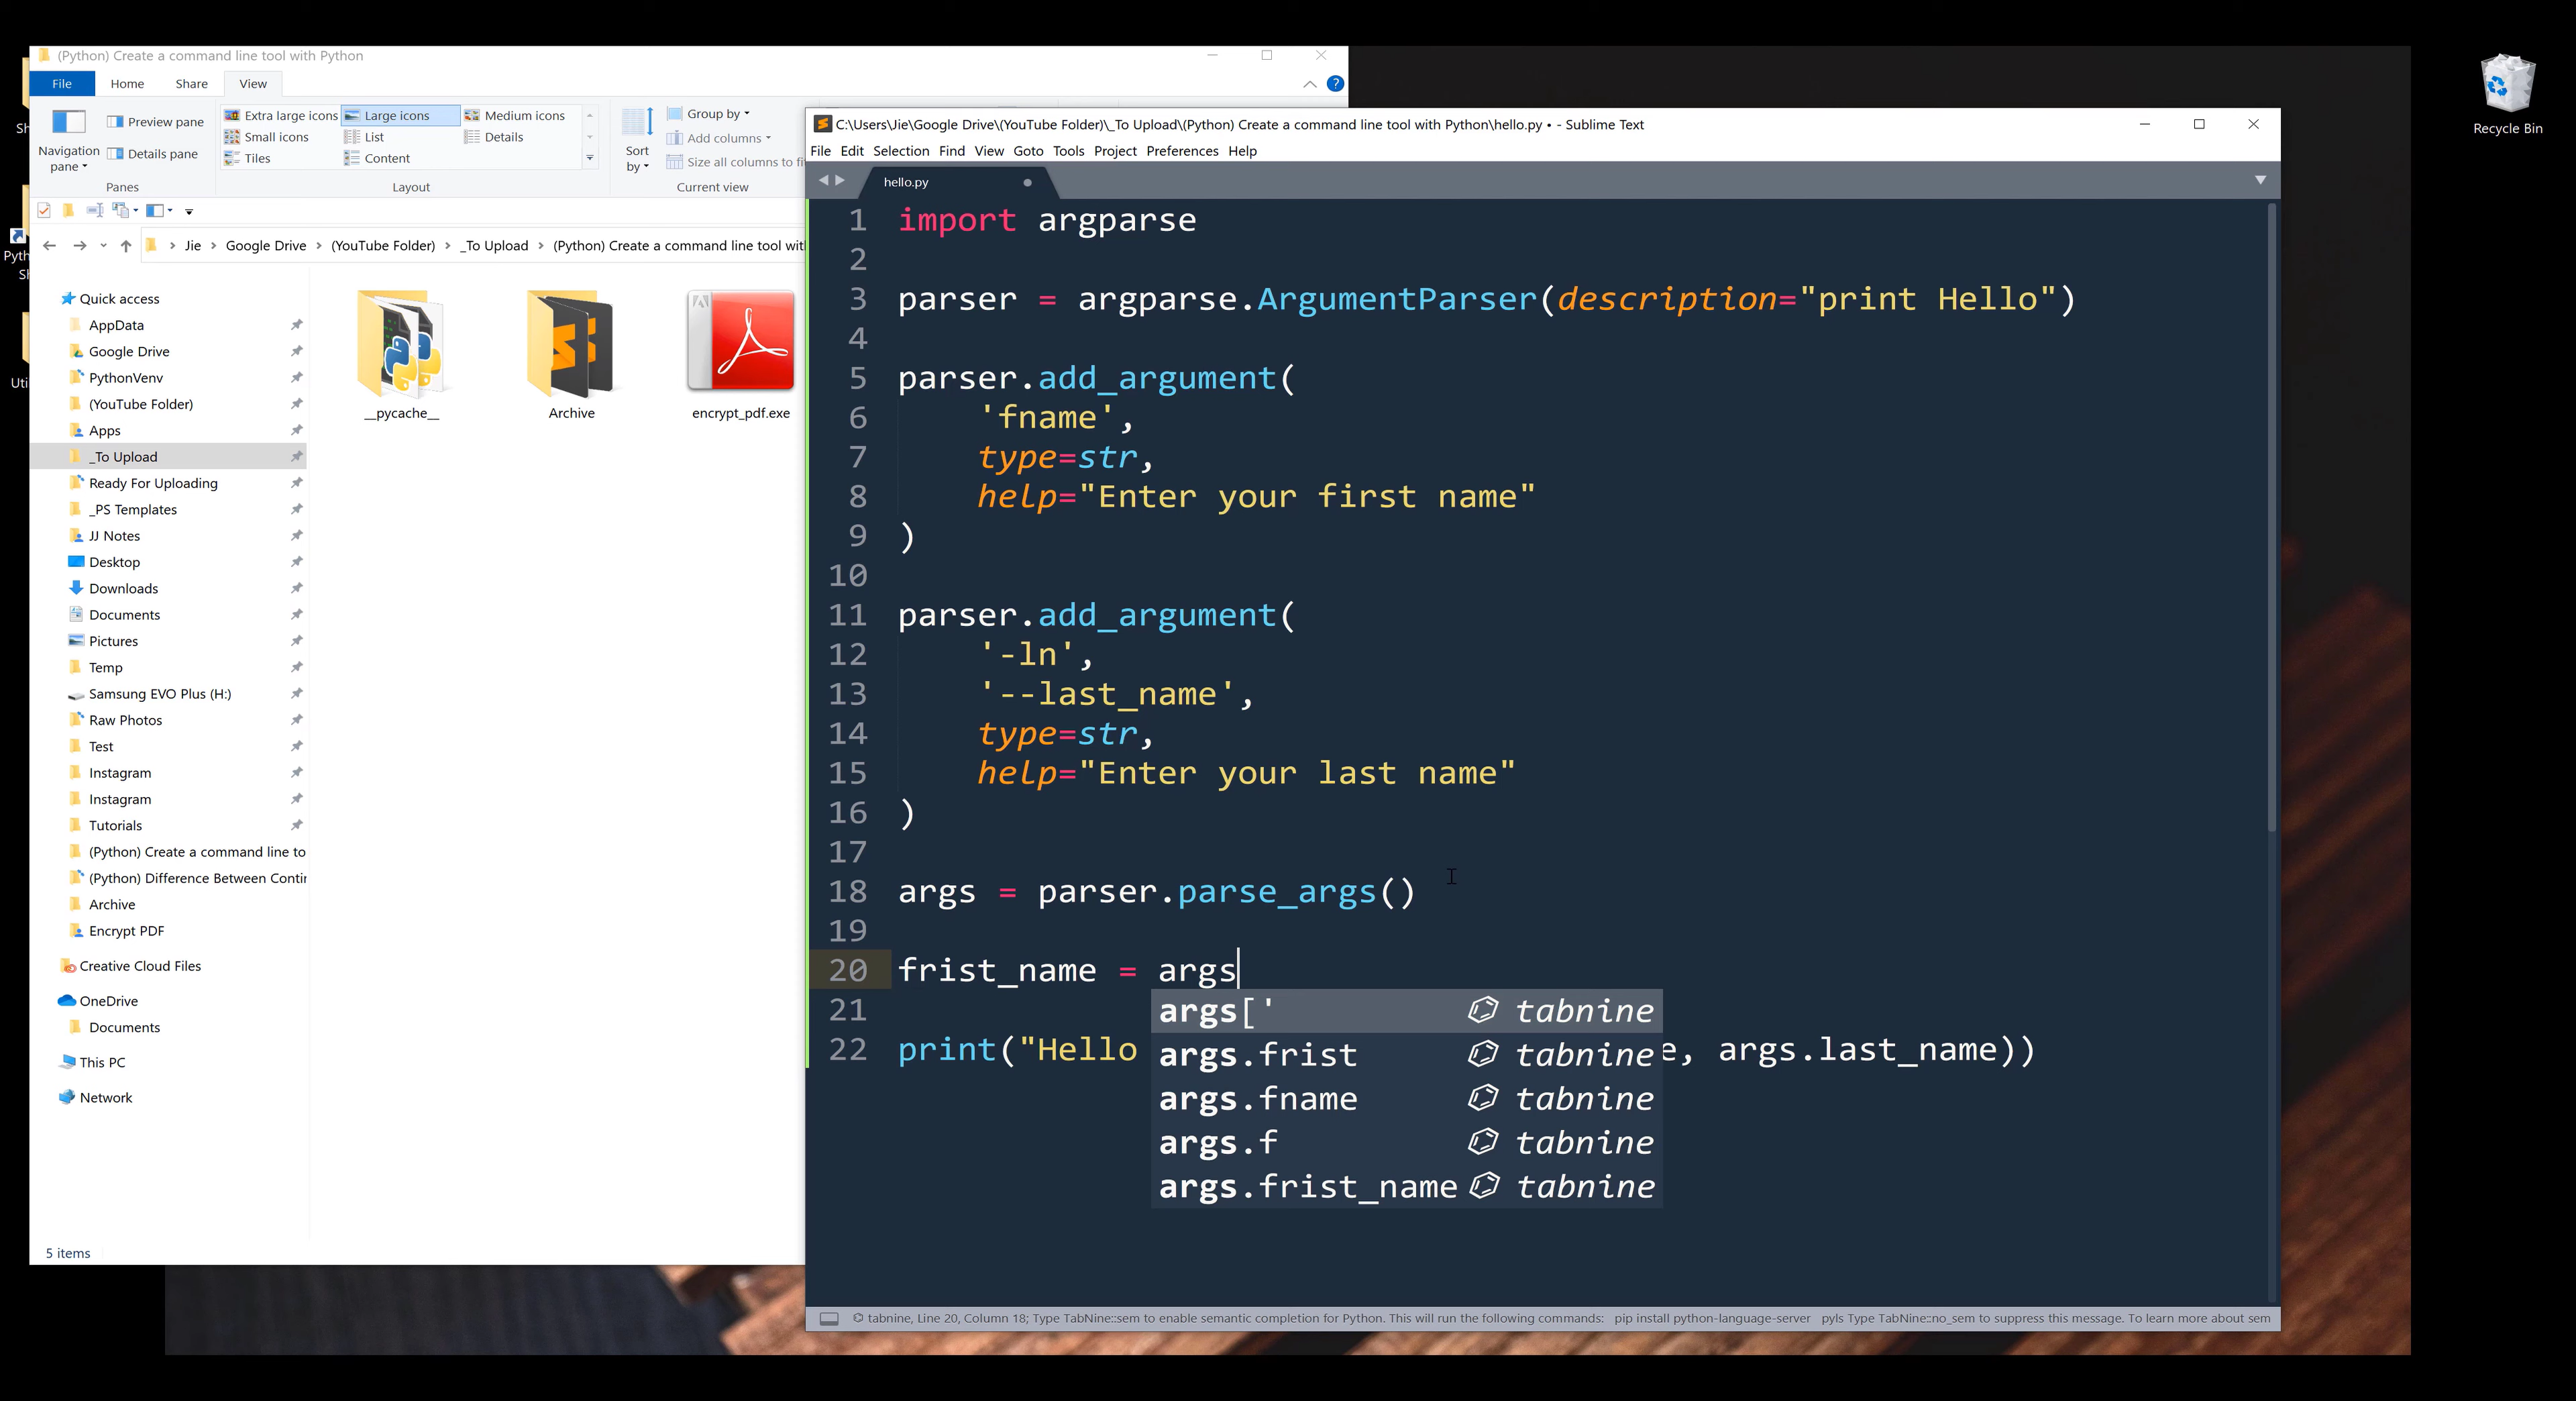 (Python) Create a command line tool with Python
File Home Share View
Navigation pane
Preview pane
Details pane
Panes
Extra large icons Large icons Medium icons
Small icons List Details
Tiles Content
Layout
Sort by
Group by
Add columns
Size all columns to fi
Current view
Jie Google Drive (YouTube Folder) _To Upload (Python) Create a command line tool wit
Quick access
AppData
Google Drive
PythonVenv
(YouTube Folder)
Apps
_To Upload
Ready For Uploading
_PS Templates
JJ Notes
Desktop
Downloads
Documents
Pictures
Temp
Samsung EVO Plus (H:)
Raw Photos
Test
Instagram
Instagram
Tutorials
(Python) Create a command line to
(Python) Difference Between Contir
Archive
Encrypt PDF
Creative Cloud Files
OneDrive
Documents
This PC
Network
5 items
__pycache__
Archive
encrypt_pdf.exe
C:\Users\Jie\Google Drive\(YouTube Folder)\_To Upload\(Python) Create a command line tool with Python\hello.py • - Sublime Text
File Edit Selection Find View Goto Tools Project Preferences Help
hello.py
1 import argparse
2
3 parser = argparse.ArgumentParser(description="print Hello")
4
5 parser.add_argument(
6 'fname',
7 type=str,
8 help="Enter your first name"
9 )
10
11 parser.add_argument(
12 '-ln',
13 '--last_name',
14 type=str,
15 help="Enter your last name"
16 )
17
18 args = parser.parse_args()
19
20 frist_name = args
21
22 print("Hello e, args.last_name))
args[' tabnine
args.frist tabnine
args.fname tabnine
args.f tabnine
args.frist_name tabnine
tabnine, Line 20, Column 18; Type TabNine::sem to enable semantic completion for Python. This will run the following commands: pip install python-language-server pyls Type TabNine::no_sem to suppress this message. To learn more about sem
Recycle Bin
Sh
Pyth
Sh
Uti